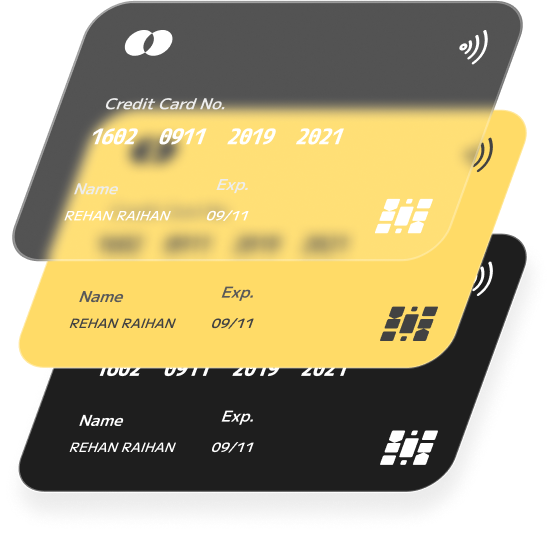 Credit Card No.
1602 0911 2019 2021
Name Exp.
REHAN RAIHAN 09/11
Name Exp.
REHAN RAIHAN 09/11
1602 0911 2019 2021
Name Exp.
REHAN RAIHAN 09/11